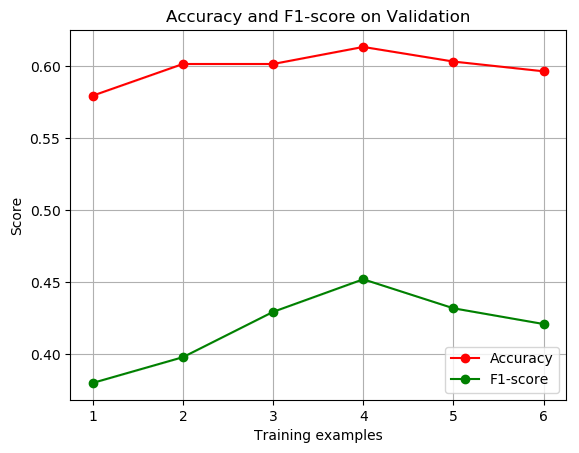 Accuracy and F1-score on Validation
0.60
0.55
0.50
0.45
0.40
Score
1 2 3 4 5 6
Training examples
Accuracy
F1-score